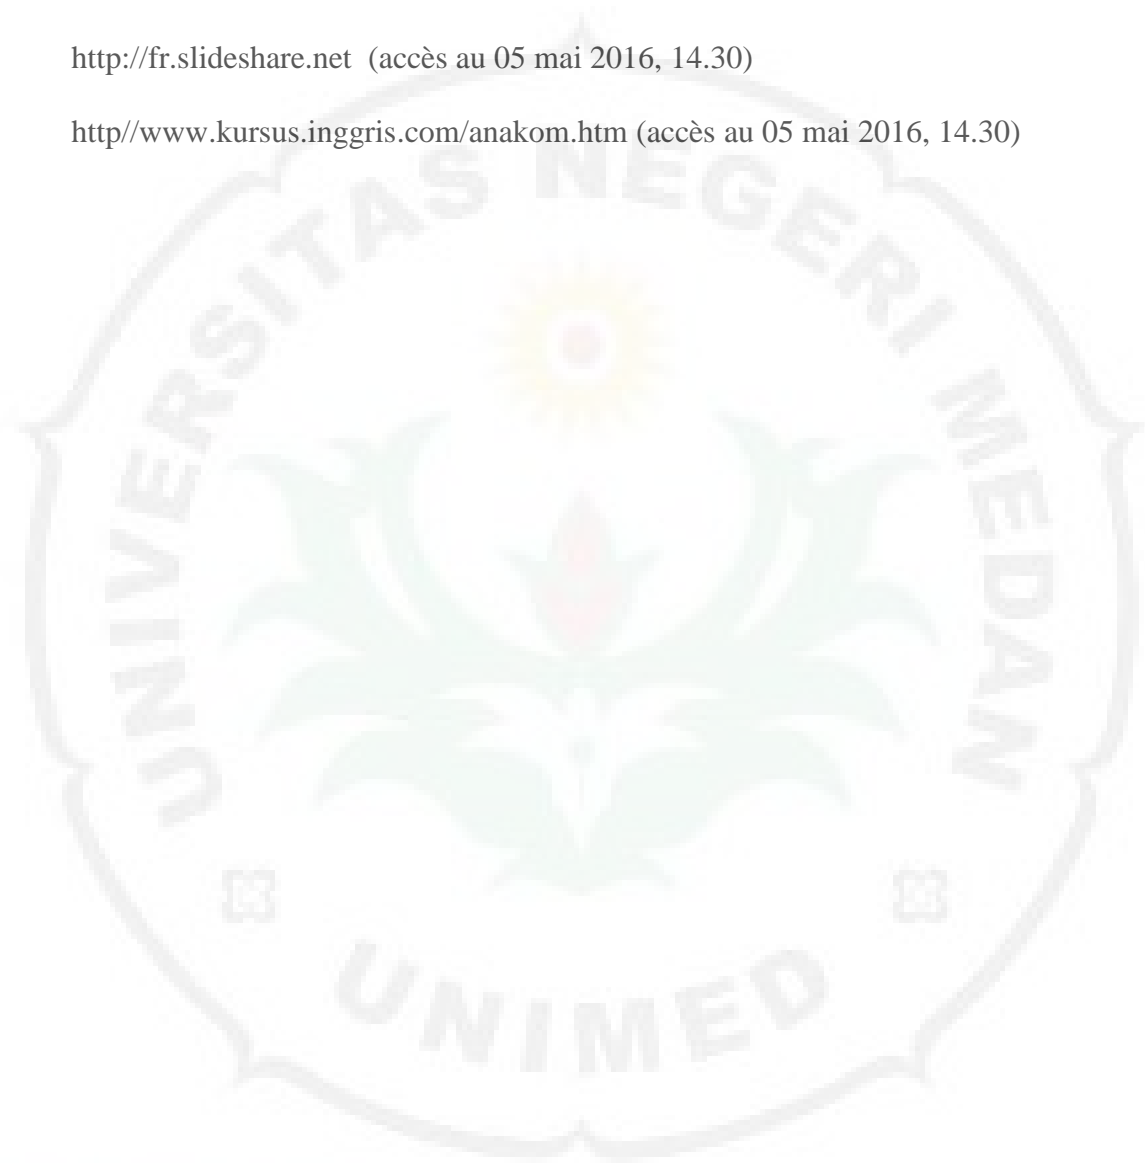 http://fr.slideshare.net  (accès au 05 mai 2016, 14.30)
http//www.kursus.inggris.com/anakom.htm (accès au 05 mai 2016, 14.30)
UNIVERSITAS NEGERI MEDAN
UNIMED